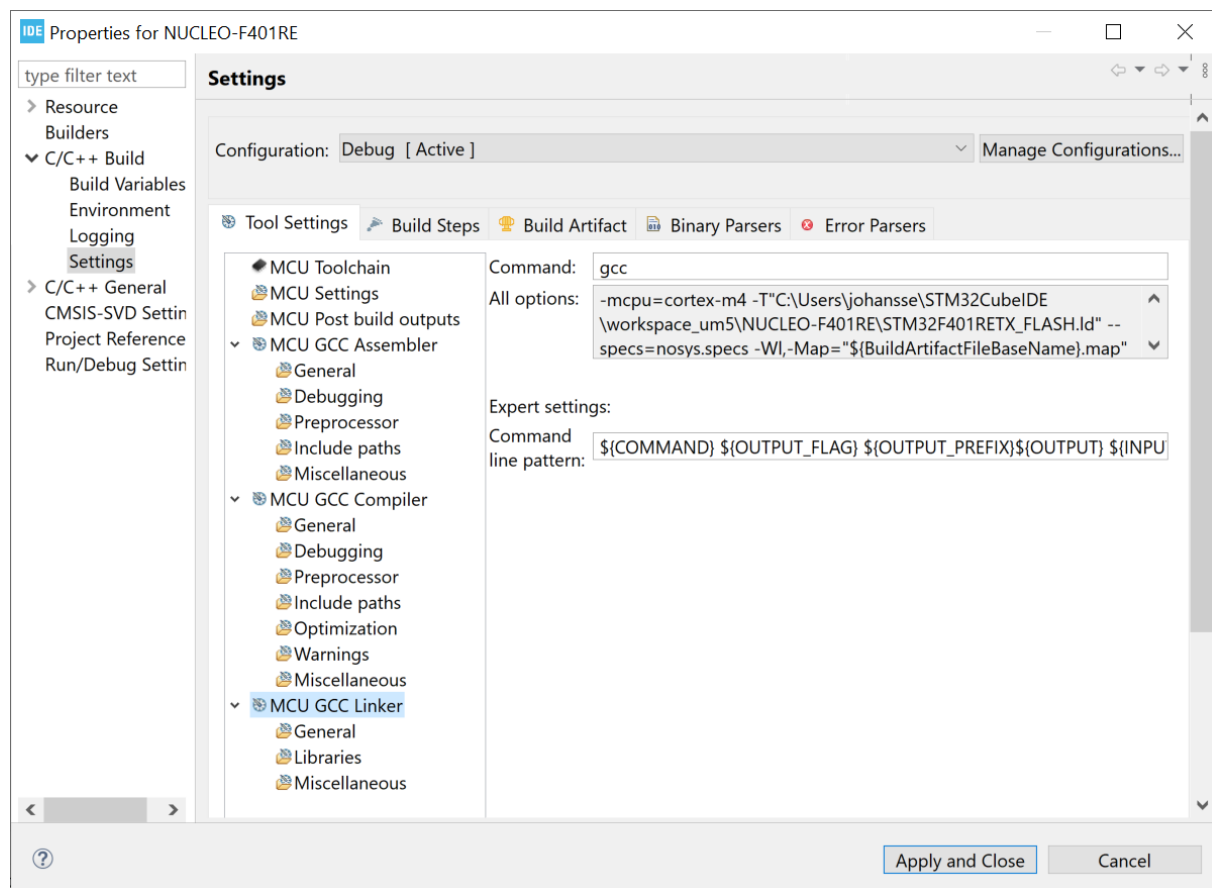 IDE Properties for NUCLEO-F401RE
type filter text
Settings
Resource
Builders
C/C++ Build
Build Variables
Environment
Logging
Settings
C/C++ General
CMSIS-SVD Settin
Project Reference
Run/Debug Settin
Configuration: Debug [ Active ]
Manage Configurations...
Tool Settings
Build Steps
Build Artifact
Binary Parsers
Error Parsers
MCU Toolchain
MCU Settings
MCU Post build outputs
MCU GCC Assembler
General
Debugging
Preprocessor
Include paths
Miscellaneous
MCU GCC Compiler
General
Debugging
Preprocessor
Include paths
Optimization
Warnings
Miscellaneous
MCU GCC Linker
General
Libraries
Miscellaneous
Command: gcc
All options: -mcpu=cortex-m4 -T"C:\Users\johansse\STM32CubeIDE
\workspace_um5\NUCLEO-F401RE\STM32F401RETX_FLASH.ld" --
specs=nosys.specs -Wl,-Map="${BuildArtifactFileBaseName}.map"
Expert settings:
Command
line pattern: ${COMMAND} ${OUTPUT_FLAG} ${OUTPUT_PREFIX}${OUTPUT} ${INPU
Apply and Close
Cancel